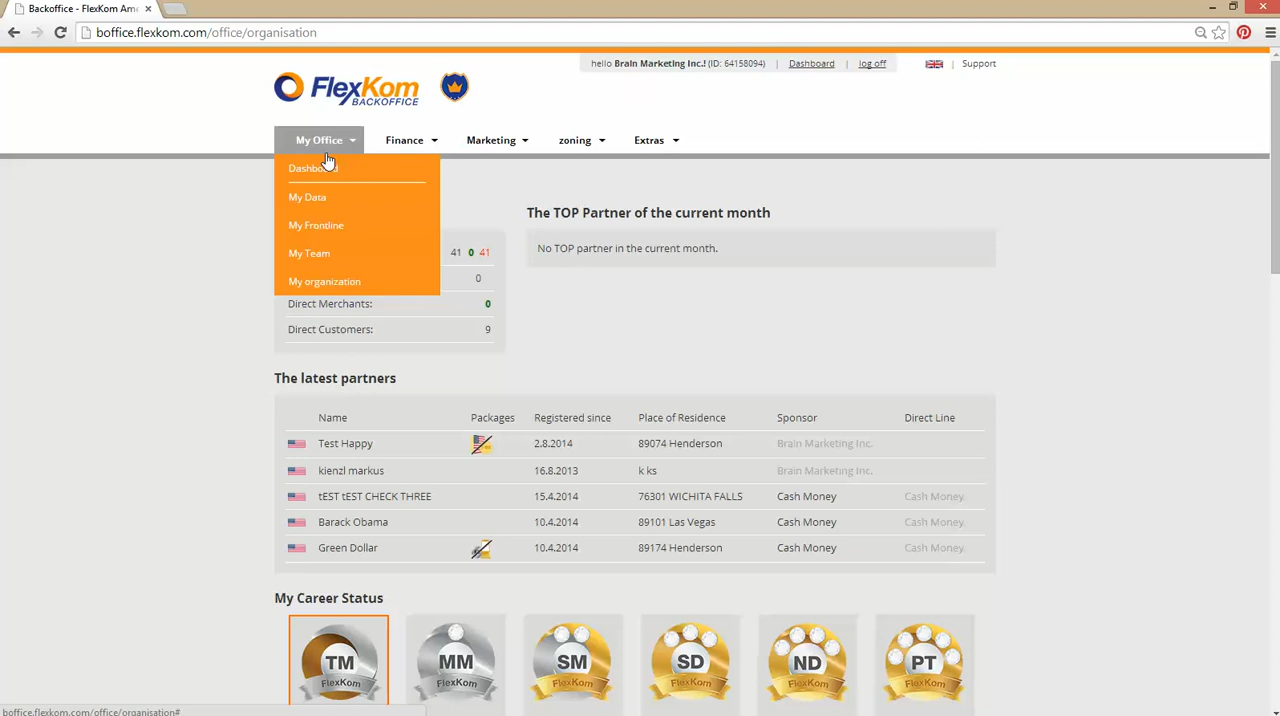 Backoffice - FlexKom Ame
boffice.flexkom.com/office/organisation
hello Brain Marketing Inc.! (ID: 64158094) | Dashboard | log off | Support
FlexKom
BACKOFFICE
My Office Finance Marketing zoning Extras
Dashboard
My Data
My Frontline
My Team
My organization
The TOP Partner of the current month
No TOP partner in the current month.
41 0 41
0
Direct Merchants: 0
Direct Customers: 9
The latest partners
Name Packages Registered since Place of Residence Sponsor Direct Line
Test Happy 2.8.2014 89074 Henderson Brain Marketing Inc.
kienzl markus 16.8.2013 k ks Brain Marketing Inc.
tEST tEST CHECK THREE 15.4.2014 76301 WICHITA FALLS Cash Money Cash Money.
Barack Obama 10.4.2014 89101 Las Vegas Cash Money Cash Money.
Green Dollar 10.4.2014 89174 Henderson Cash Money Cash Money.
My Career Status
TM MM SM SD ND PT
FlexKom FlexKom FlexKom FlexKom FlexKom FlexKom
boffice.flexkom.com/office/organisation#